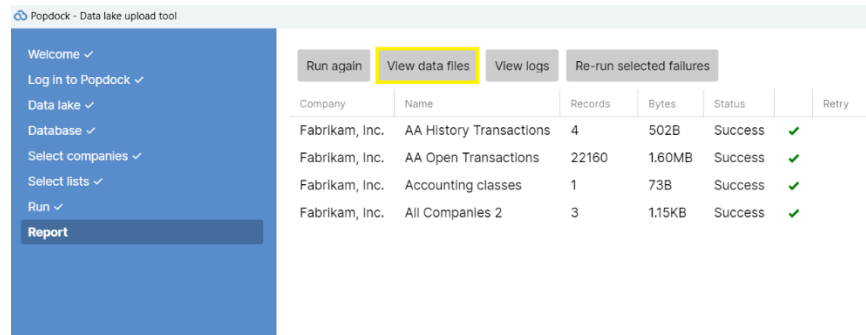 Popdock - Data lake upload tool
Welcome ✓
Log in to Popdock ✓
Data lake ✓
Database ✓
Select companies ✓
Select lists ✓
Run ✓
Report
Run again View data files View logs Re-run selected failures
Company Name Records Bytes Status Retry
Fabrikam, Inc. AA History Transactions 4 502B Success ✓
Fabrikam, Inc. AA Open Transactions 22160 1.60MB Success ✓
Fabrikam, Inc. Accounting classes 1 73B Success ✓
Fabrikam, Inc. All Companies 2 3 1.15KB Success ✓